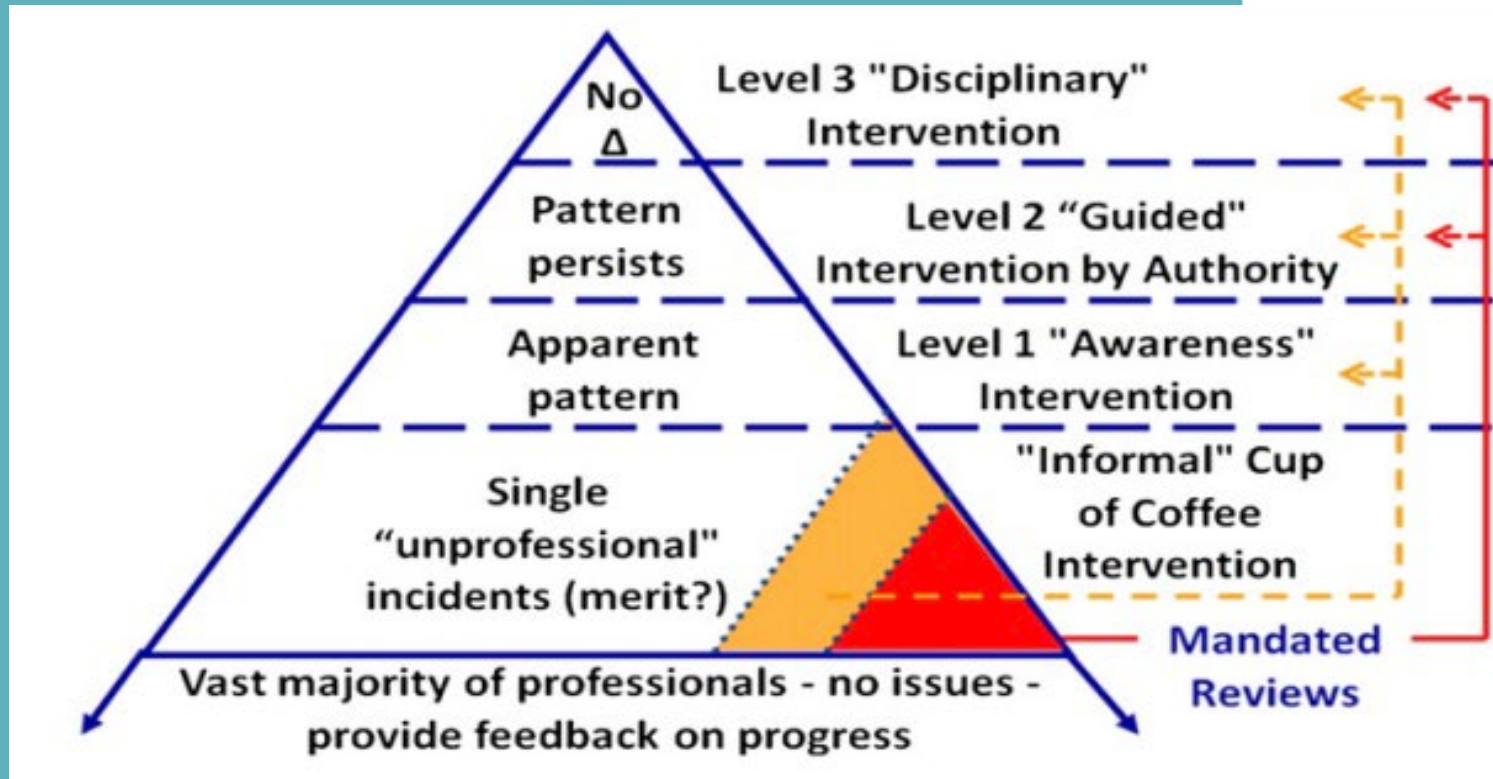 No
Δ
Level 3 "Disciplinary"
Intervention
Pattern
persists
Level 2 “Guided"
Intervention by Authority
Apparent
pattern
Level 1 "Awareness"
Intervention
Single
“unprofessional"
incidents (merit?)
"Informal" Cup
of Coffee
Intervention
Mandated
Reviews
Vast majority of professionals - no issues -
provide feedback on progress